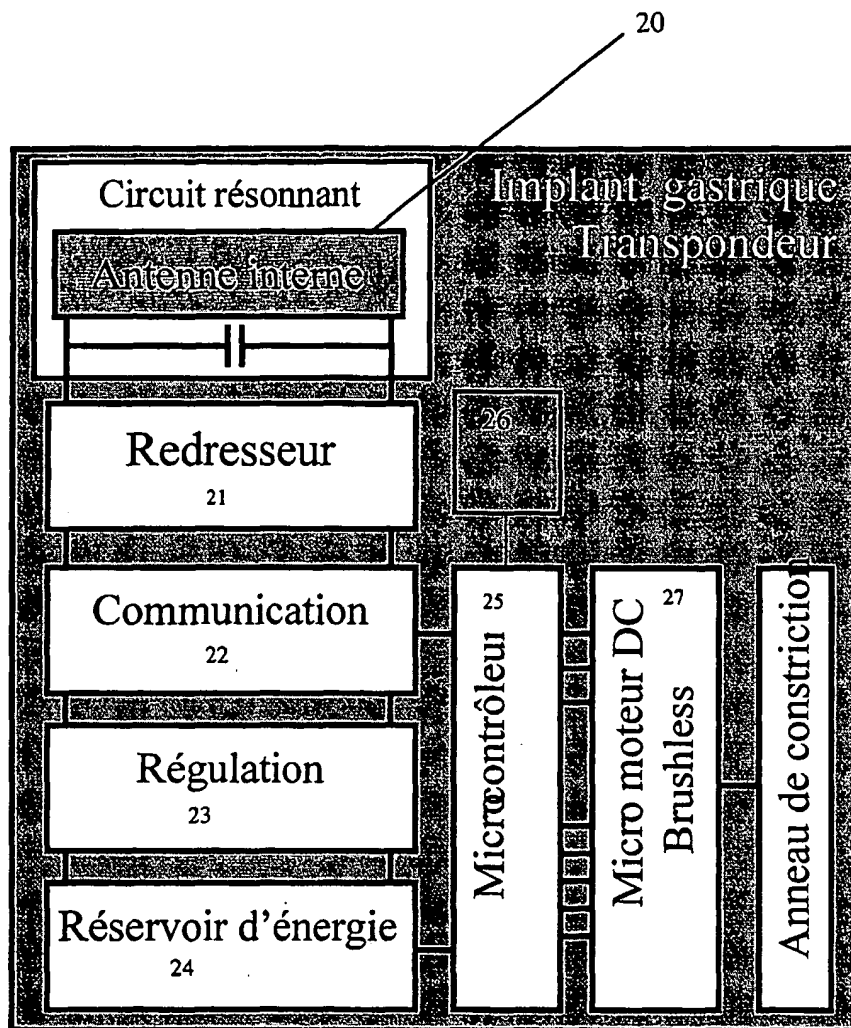 20
Circuit résonnant
Antenne interne
Implant gastrique
Transpondeur
Redresseur
21
26
Communication
22
Régulation
23
Réservoir d'énergie
24
25
Microcontrôleur
27
Micro moteur DC
Brushless
Anneau de constriction